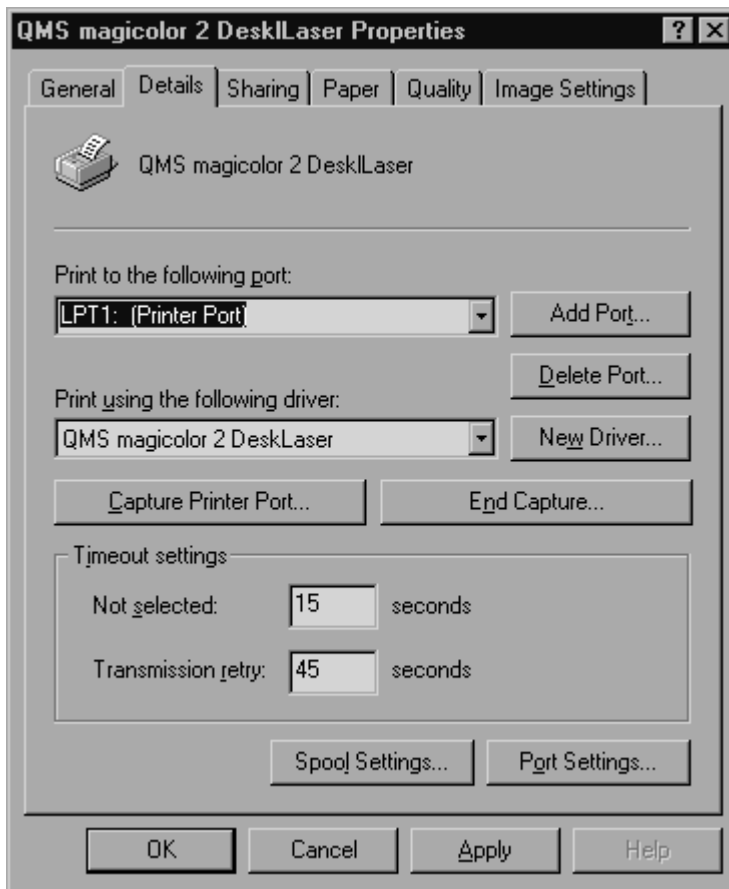 QMS magicolor 2 DesklLaser Properties
General Details Sharing Paper Quality Image Settings
QMS magicolor 2 DesklLaser
Print to the following port:
LPT1: (Printer Port)
Add Port...
Delete Port...
Print using the following driver:
QMS magicolor 2 DeskLaser
New Driver...
Capture Printer Port...
End Capture...
Timeout settings
Not selected: 15 seconds
Transmission retry: 45 seconds
Spool Settings...
Port Settings...
OK Cancel Apply Help